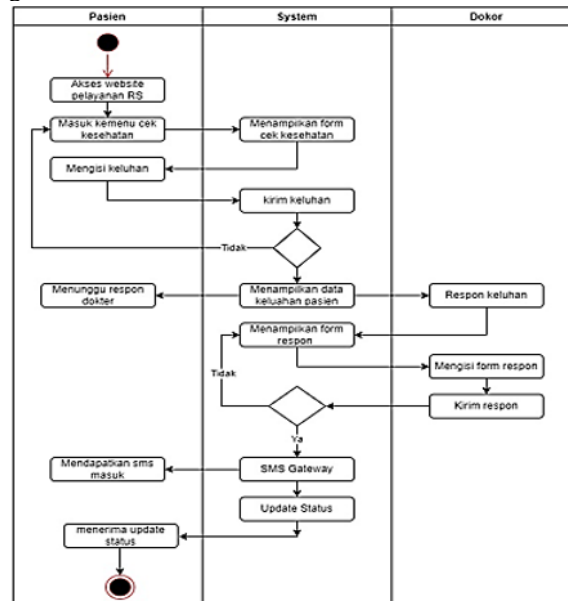 Pasien
System
Dokor
Akses website
pelayanan RS
Masuk kemenu cek
kesehatan
Menampilkan form
cek kesehatan
Mengisi keluhan
kirim keluhan
Tidak
Menunggu respon
dokter
Menampilkan data
keluahan pasien
Respon keluhan
Menampilkan form
respon
Tidak
Mengisi form respon
Kirim respon
Ya
Mendapatkan sms
masuk
SMS Gateway
Update Status
menerima update
status